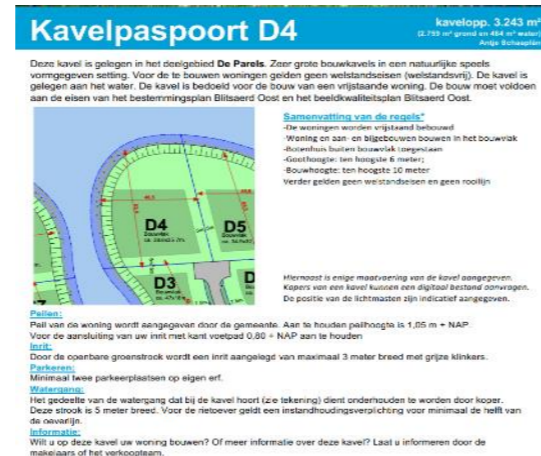 Kavelpaspoort D4
kavelopp. 3.243 m²
(2.759 m² grond en 484 m² water)
Antje Schaaplân
Deze kavel is gelegen in het deelgebied De Parels. Zeer grote bouwkavels in een natuurlijke speels
vormgegeven setting. Voor de te bouwen woningen gelden geen welstandseisen (welstandsvrij). De kavel is
gelegen aan het water. De kavel is bedoeld voor de bouw van een vrijstaande woning. De bouw moet voldoen
aan de eisen van het bestemmingsplan Blitsaerd Oost en het beeldkwaliteitsplan Blitsaerd Oost.
Samenvatting van de regels*
-De woningen worden vrijstaand bebouwd
-Woning en aan- en bijgebouwen bouwen in het bouwvlak
-Botenhuis buiten bouwvlak toegestaan
-Goothoogte: ten hoogste 6 meter;
-Bouwhoogte: ten hoogste 10 meter
Verder gelden geen welstandseisen en geen rooilijn
D4
Bouwvlak
D5
Bouwvlak
D3
Bouwvlak
D
Hiernaast is enige maatvoering van de kavel aangegeven.
Kopers van een kavel kunnen een digitaal bestand aanvragen.
De positie van de lichtmasten zijn indicatief aangegeven.
Peilen:
Peil van de woning wordt aangegeven door de gemeente. Aan te houden peilhoogte is 1,05 m + NAP
Voor de aansluiting van uw inrit met kant voetpad 0,80 + NAP aan te houden
Inrit:
Door de openbare groenstrook wordt een inrit aangelegd van maximaal 3 meter breed met grijze klinkers.
Parkeren:
Minimaal twee parkeerplaatsen op eigen erf.
Watergang:
Het gedeelte van de watergang dat bij de kavel hoort (zie tekening) dient onderhouden te worden door koper.
Deze strook is 5 meter breed. Voor de rietoever geldt een instandhoudingsverplichting voor minimaal de helft van
de oeverlijn.
Informatie:
Wilt u op deze kavel uw woning bouwen? Of meer informatie over deze kavel? Laat u informeren door de
makelaars of het verkoopteam.